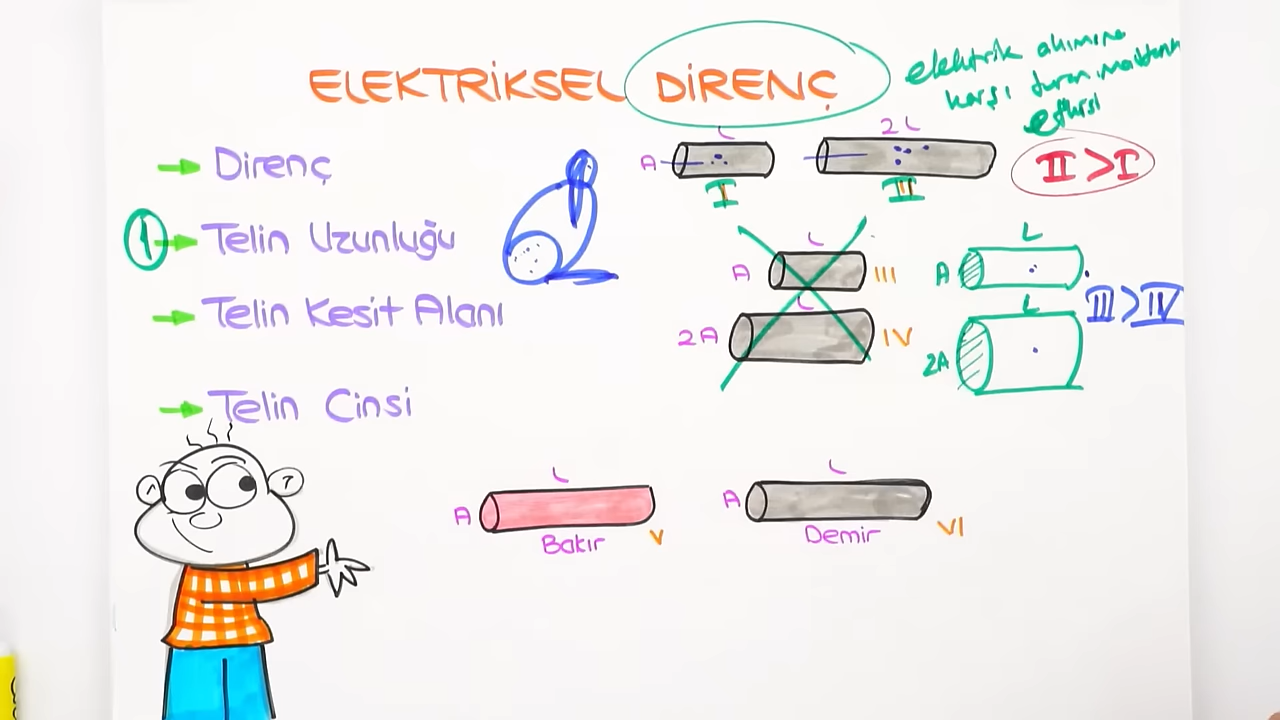 ELEKTRİKSEL DİRENÇ
elektrik akımına
karşı duran maddenin
etkisi
→ Direnç
A L I
2L II
II > I
1 → Telin Uzunluğu
A L III
A L
→ Telin Kesit Alanı
2A L IV
2A L
III > IV
→ Telin Cinsi
A L Bakır V
A L Demir VI